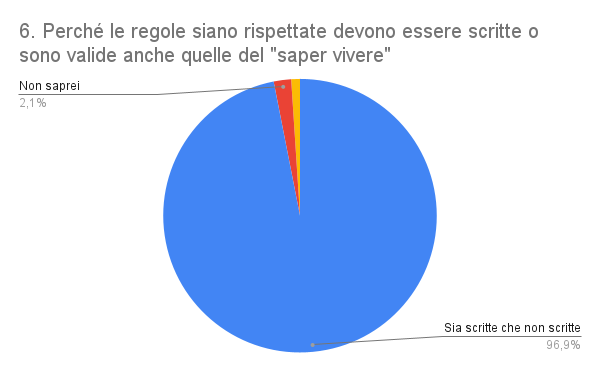 6. Perché le regole siano rispettate devono essere scritte o
sono valide anche quelle del "saper vivere"
Non saprei
2,1%
Sia scritte che non scritte
96,9%